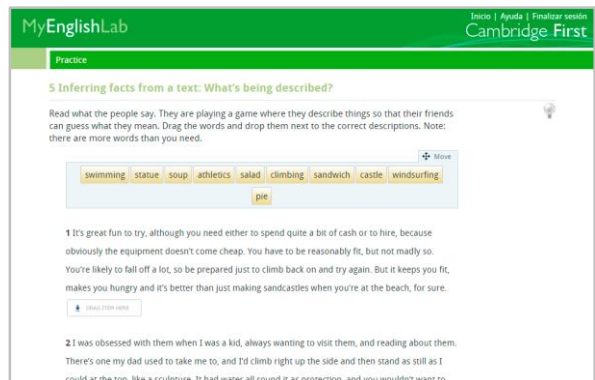 MyEnglishLab
Inicio | Ayuda | Finalizar sesión
Cambridge First
Practice
5 Inferring facts from a text: What's being described?
Read what the people say. They are playing a game where they describe things so that their friends
can guess what they mean. Drag the words and drop them next to the correct descriptions. Note:
there are more words than you need.
Move
swimming statue soup athletics salad climbing sandwich castle windsurfing
pie
1 It's great fun to try, although you need either to spend quite a bit of cash or to hire, because
obviously the equipment doesn't come cheap. You have to be reasonably fit, but not madly so.
You're likely to fall off a lot, so be prepared just to climb back on and try again. But it keeps you fit,
makes you hungry and it's better than just making sandcastles when you're at the beach, for sure.
DRAG ITEM HERE
2 I was obsessed with them when I was a kid, always wanting to visit them, and reading about them.
There's one my dad used to take me to, and I'd climb right up the side and then stand as still as I
could at the top, like a sculpture. It had water all round it as protection, and you wouldn't want to